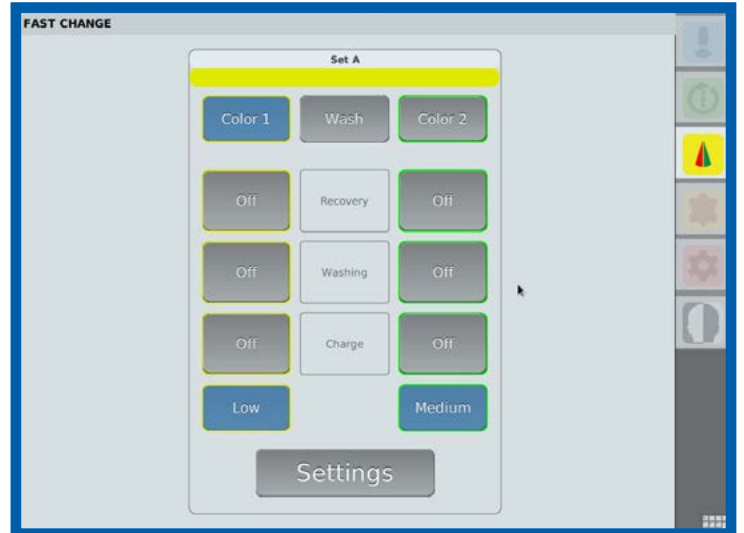 FAST CHANGE
Set A
Color 1 Wash Color 2
Off Recovery Off
Off Washing Off
Off Charge Off
Low Medium
Settings